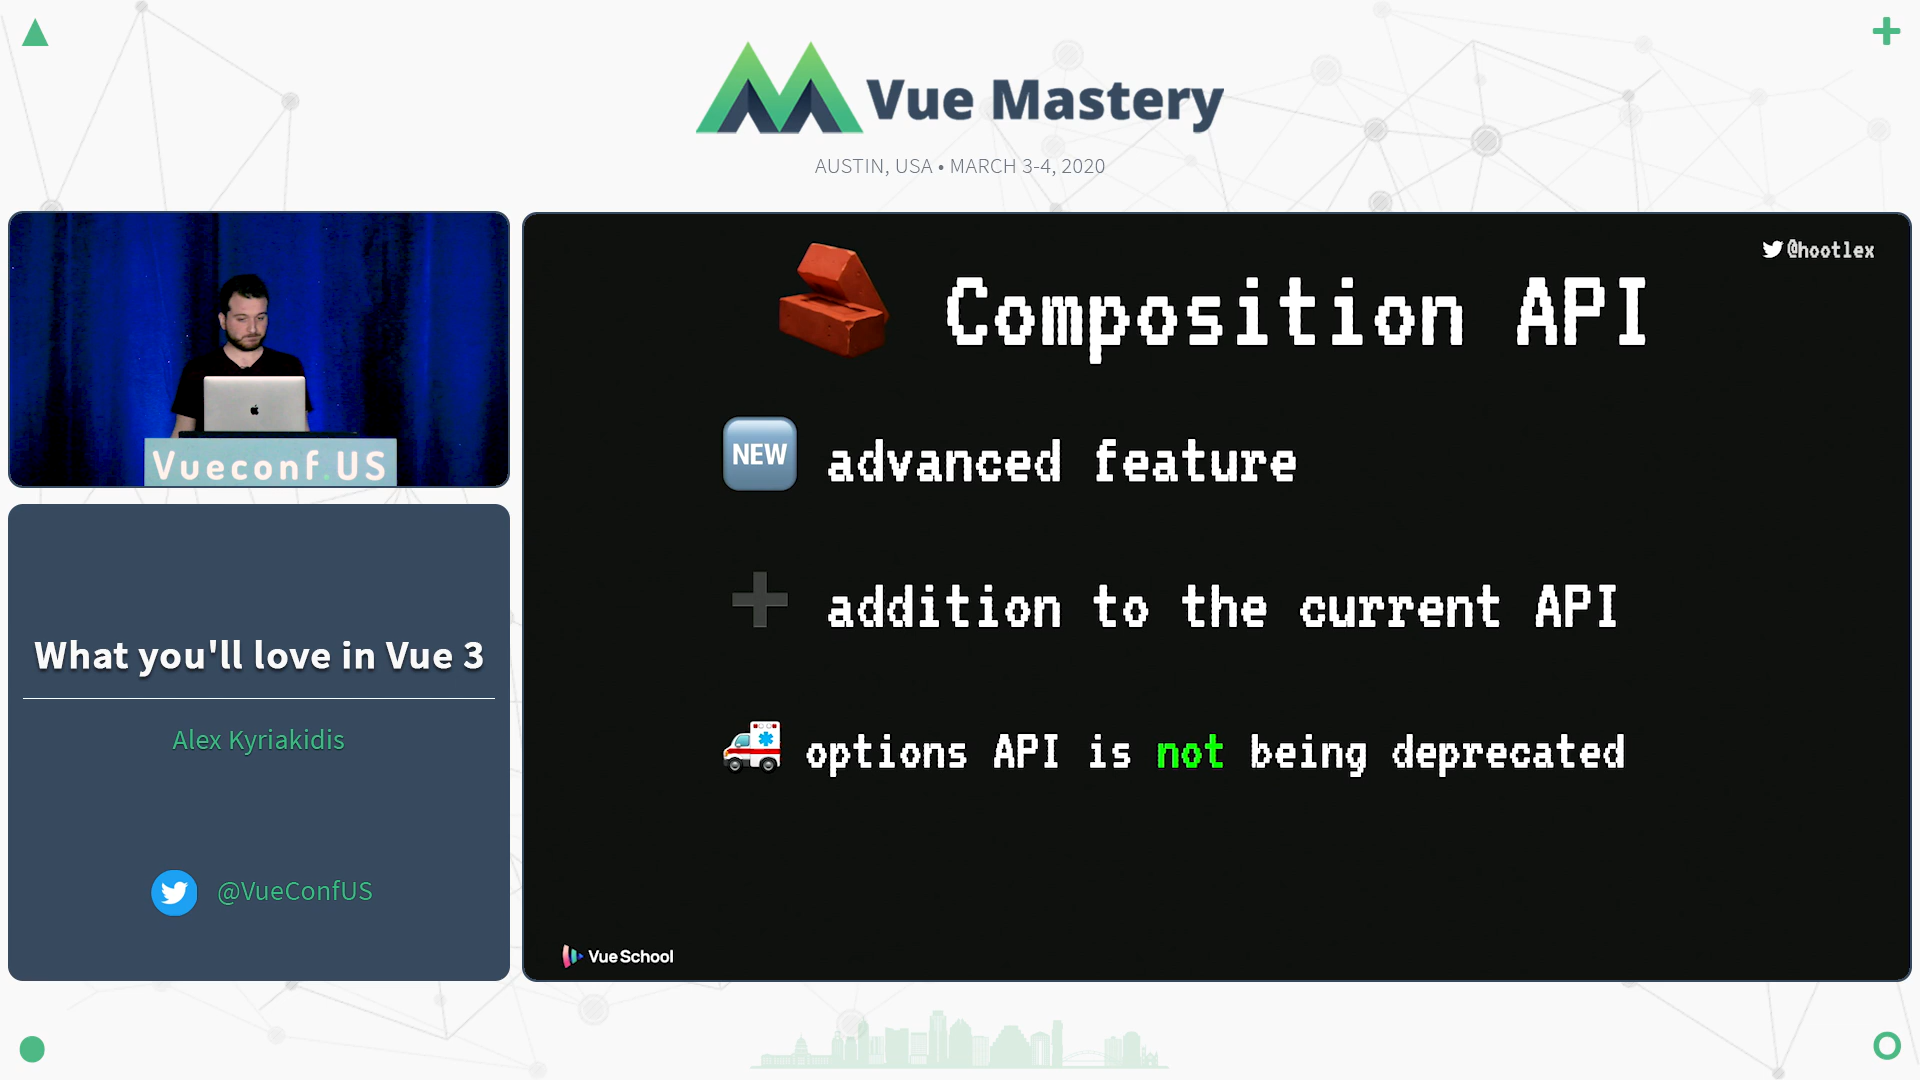 Vue Mastery
AUSTIN, USA • MARCH 3-4, 2020
Vueconf.US
What you'll love in Vue 3
Alex Kyriakidis
@VueConfUS
@hootlex
Composition API
NEW advanced feature
addition to the current API
options API is not being deprecated
Vue School